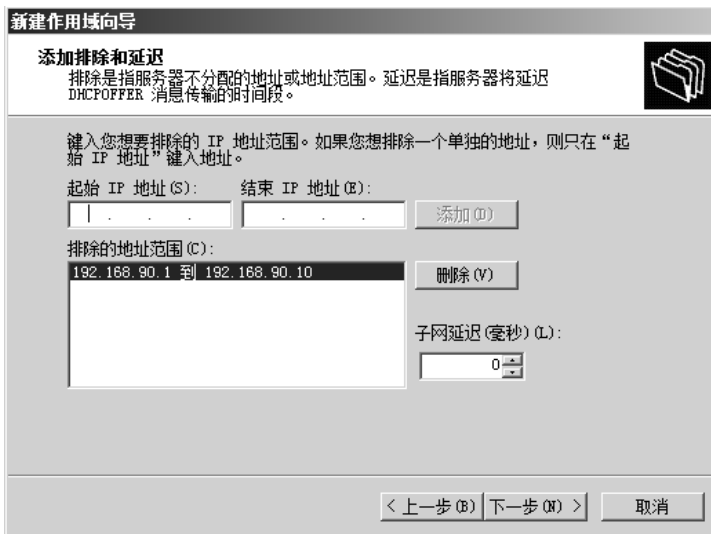 新建作用域向导
添加排除和延迟
排除是指服务器不分配的地址或地址范围。延迟是指服务器将延迟
DHCPOFFER 消息传输的时间段。
键入您想要排除的 IP 地址范围。如果您想排除一个单独的地址，则只在“起
始 IP 地址”键入地址。
起始 IP 地址(S): 结束 IP 地址(E):
. . . . . . 添加(D)
排除的地址范围(C):
192.168.90.1 到 192.168.90.10 删除(V)
子网延迟(毫秒)(L):
0
< 上一步(B) 下一步(N) > 取消